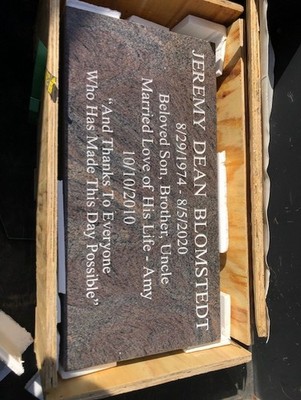 JEREMY DEAN BLOMSTEDT
8/29/1974 - 8/5/2020
Beloved Son, Brother, Uncle
Married Love of His Life - Amy
10/10/2010
"And Thanks To Everyone
Who Has Made This Day Possible"